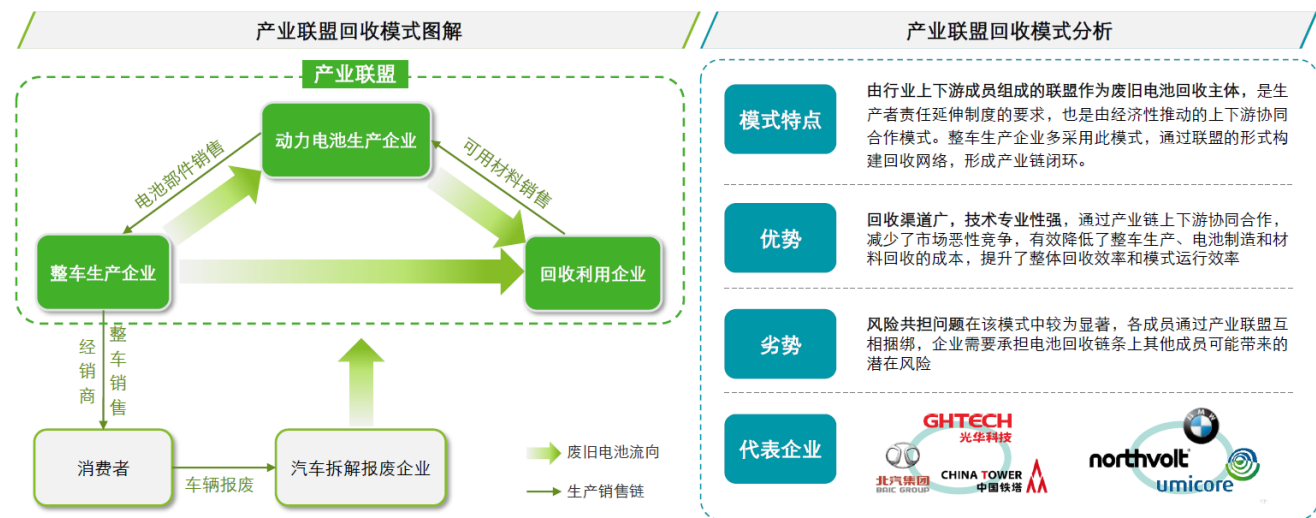 产业联盟回收模式图解
产业联盟
动力电池生产企业
电池部件销售
可用材料销售
整车生产企业
回收利用企业
经销商
整车销售
消费者
车辆报废
汽车拆解报废企业
废旧电池流向
生产销售链
产业联盟回收模式分析
模式特点
由行业上下游成员组成的联盟作为废旧电池回收主体，是生
产者责任延伸制度的要求，也是由经济性推动的上下游协同
合作模式。整车生产企业多采用此模式，通过联盟的形式构
建回收网络，形成产业链闭环。
优势
回收渠道广，技术专业性强，通过产业链上下游协同合作，
减少了市场恶性竞争，有效降低了整车生产、电池制造和材
料回收的成本，提升了整体回收效率和模式运行效率
劣势
风险共担问题在该模式中较为显著，各成员通过产业联盟互
相捆绑，企业需要承担电池回收链条上其他成员可能带来的
潜在风险
代表企业
GHTECH
光华科技
北汽集团
BAIC GROUP
CHINA TOWER
中国铁塔
BMW
northvolt
umicore